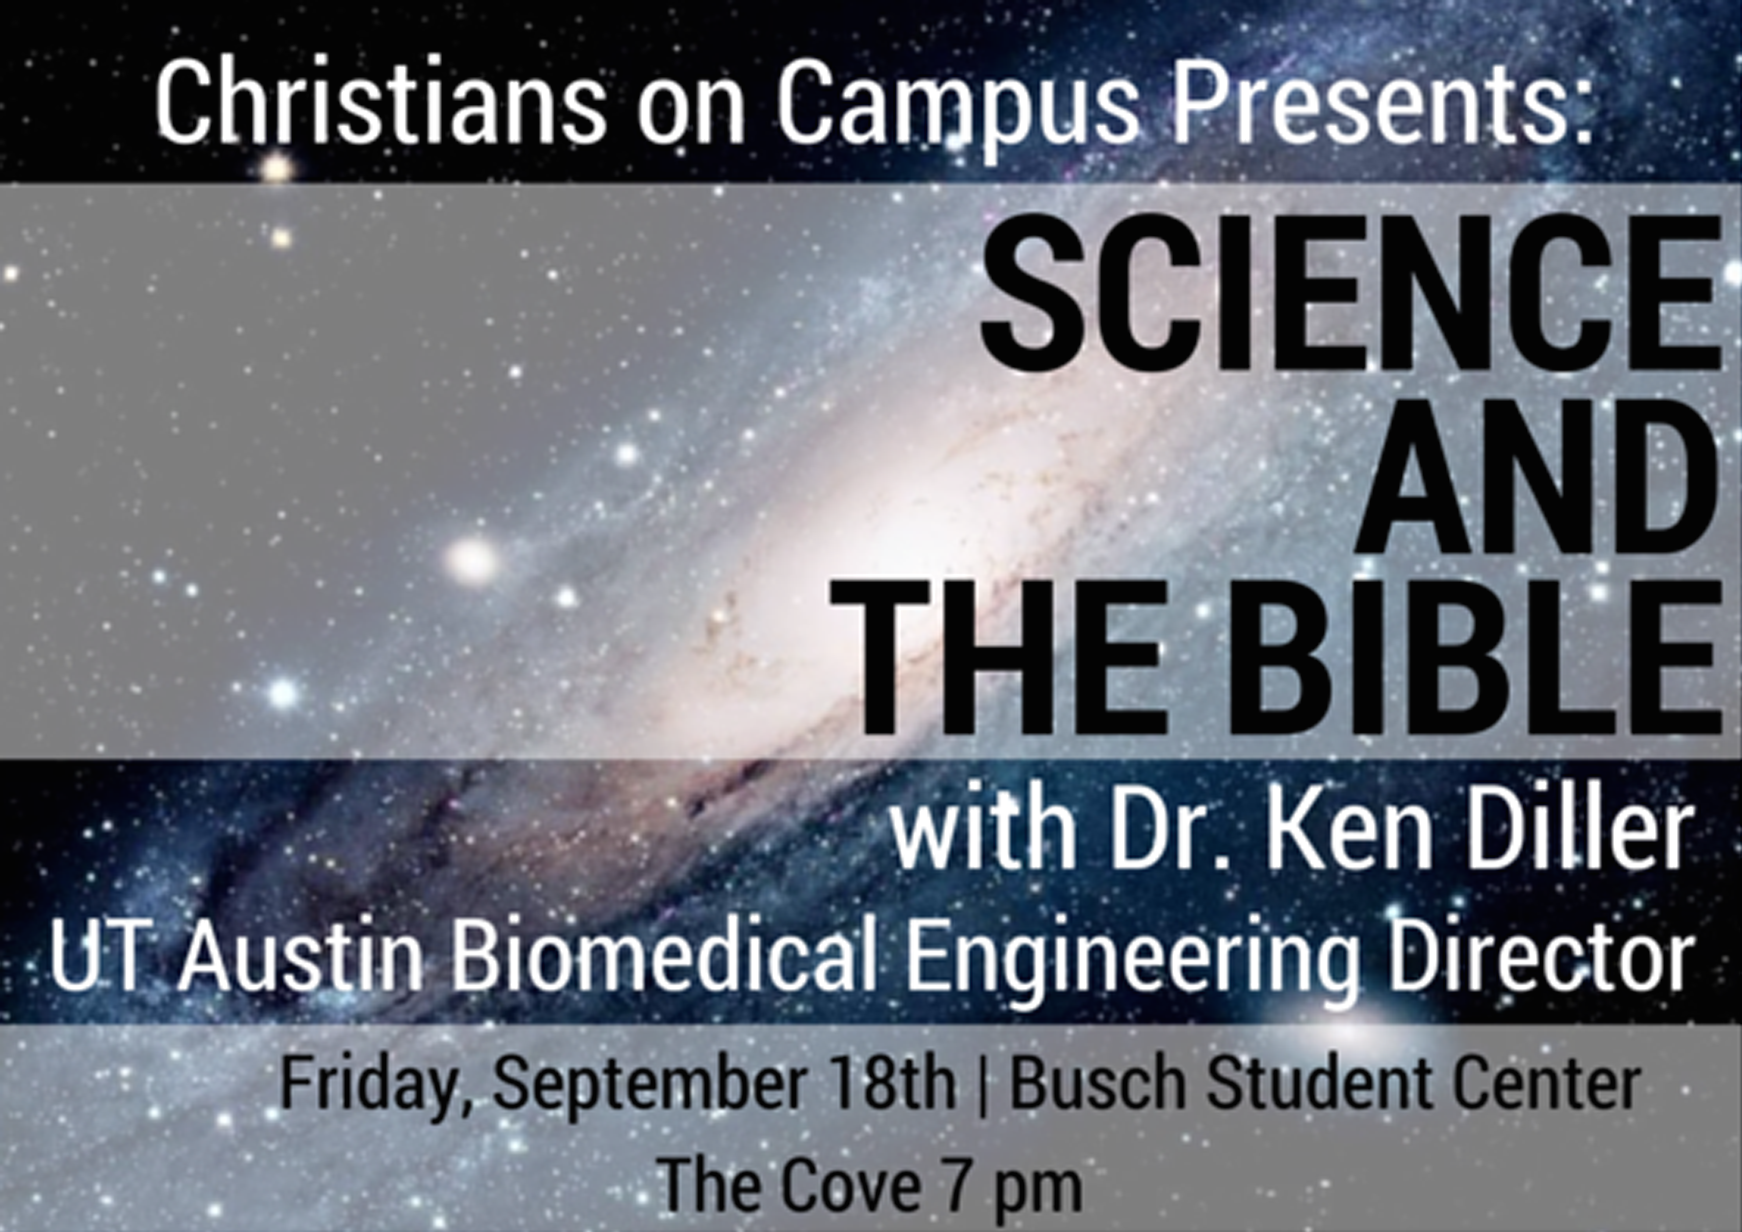 Christians on Campus Presents:
SCIENCE
AND
THE BIBLE
with Dr. Ken Diller
UT Austin Biomedical Engineering Director
Friday, September 18th | Busch Student Center
The Cove 7 pm